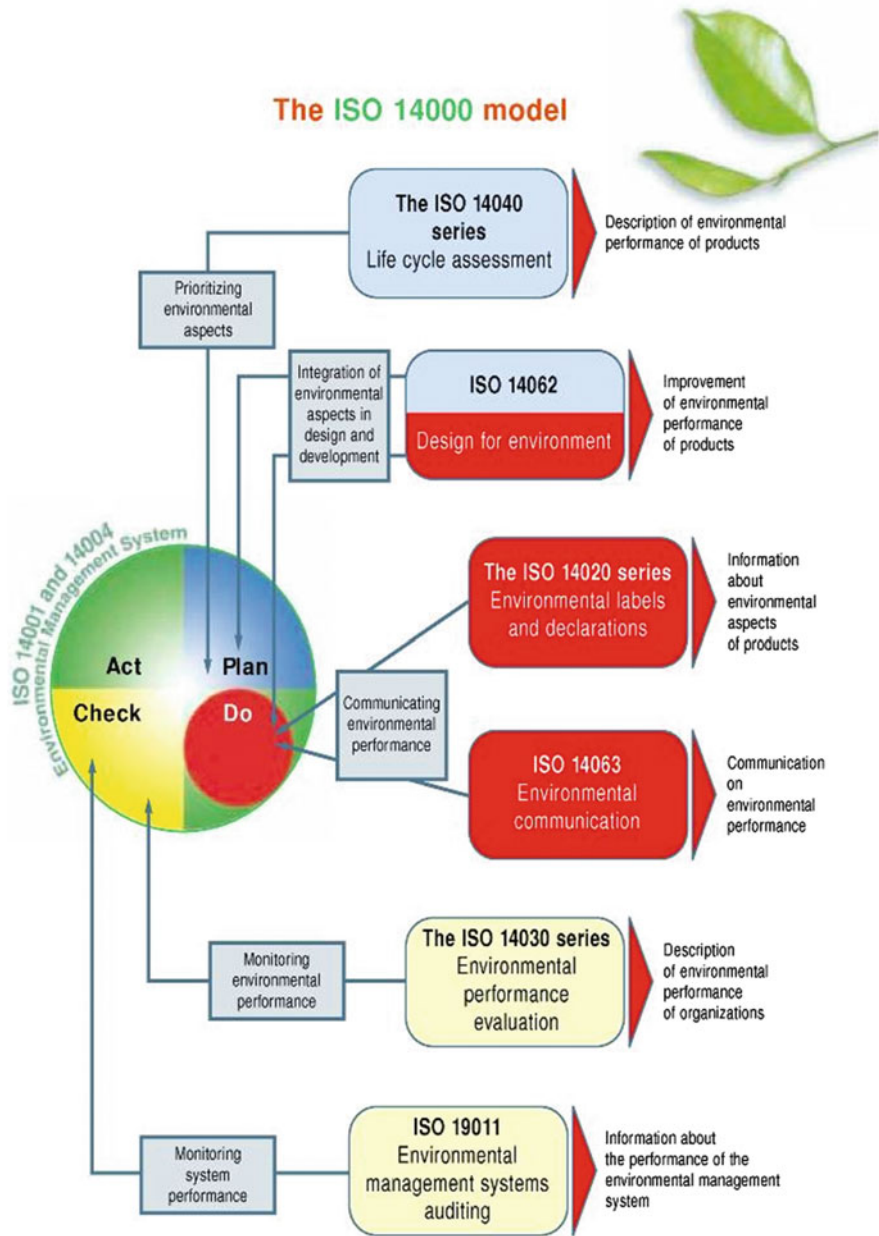 The ISO 14000 model
The ISO 14040
series
Life cycle assessment
Description of environmental
performance of products
Prioritizing
environmental
aspects
Integration of
environmental
aspects in
design and
development
ISO 14062
Design for environment
Improvement
of environmental
performance
of products
ISO 14001 and 14004
Environmental Management System
Act
Plan
Check
Do
The ISO 14020 series
Environmental labels
and declarations
Information
about
environmental
aspects
of products
Communicating
environmental
performance
ISO 14063
Environmental
communication
Communication
on
environmental
performance
Monitoring
environmental
performance
The ISO 14030 series
Environmental
performance
evaluation
Description
of environmental
performance
of organizations
Monitoring
system
performance
ISO 19011
Environmental
management systems
auditing
Information about
the performance of the
environmental management
system